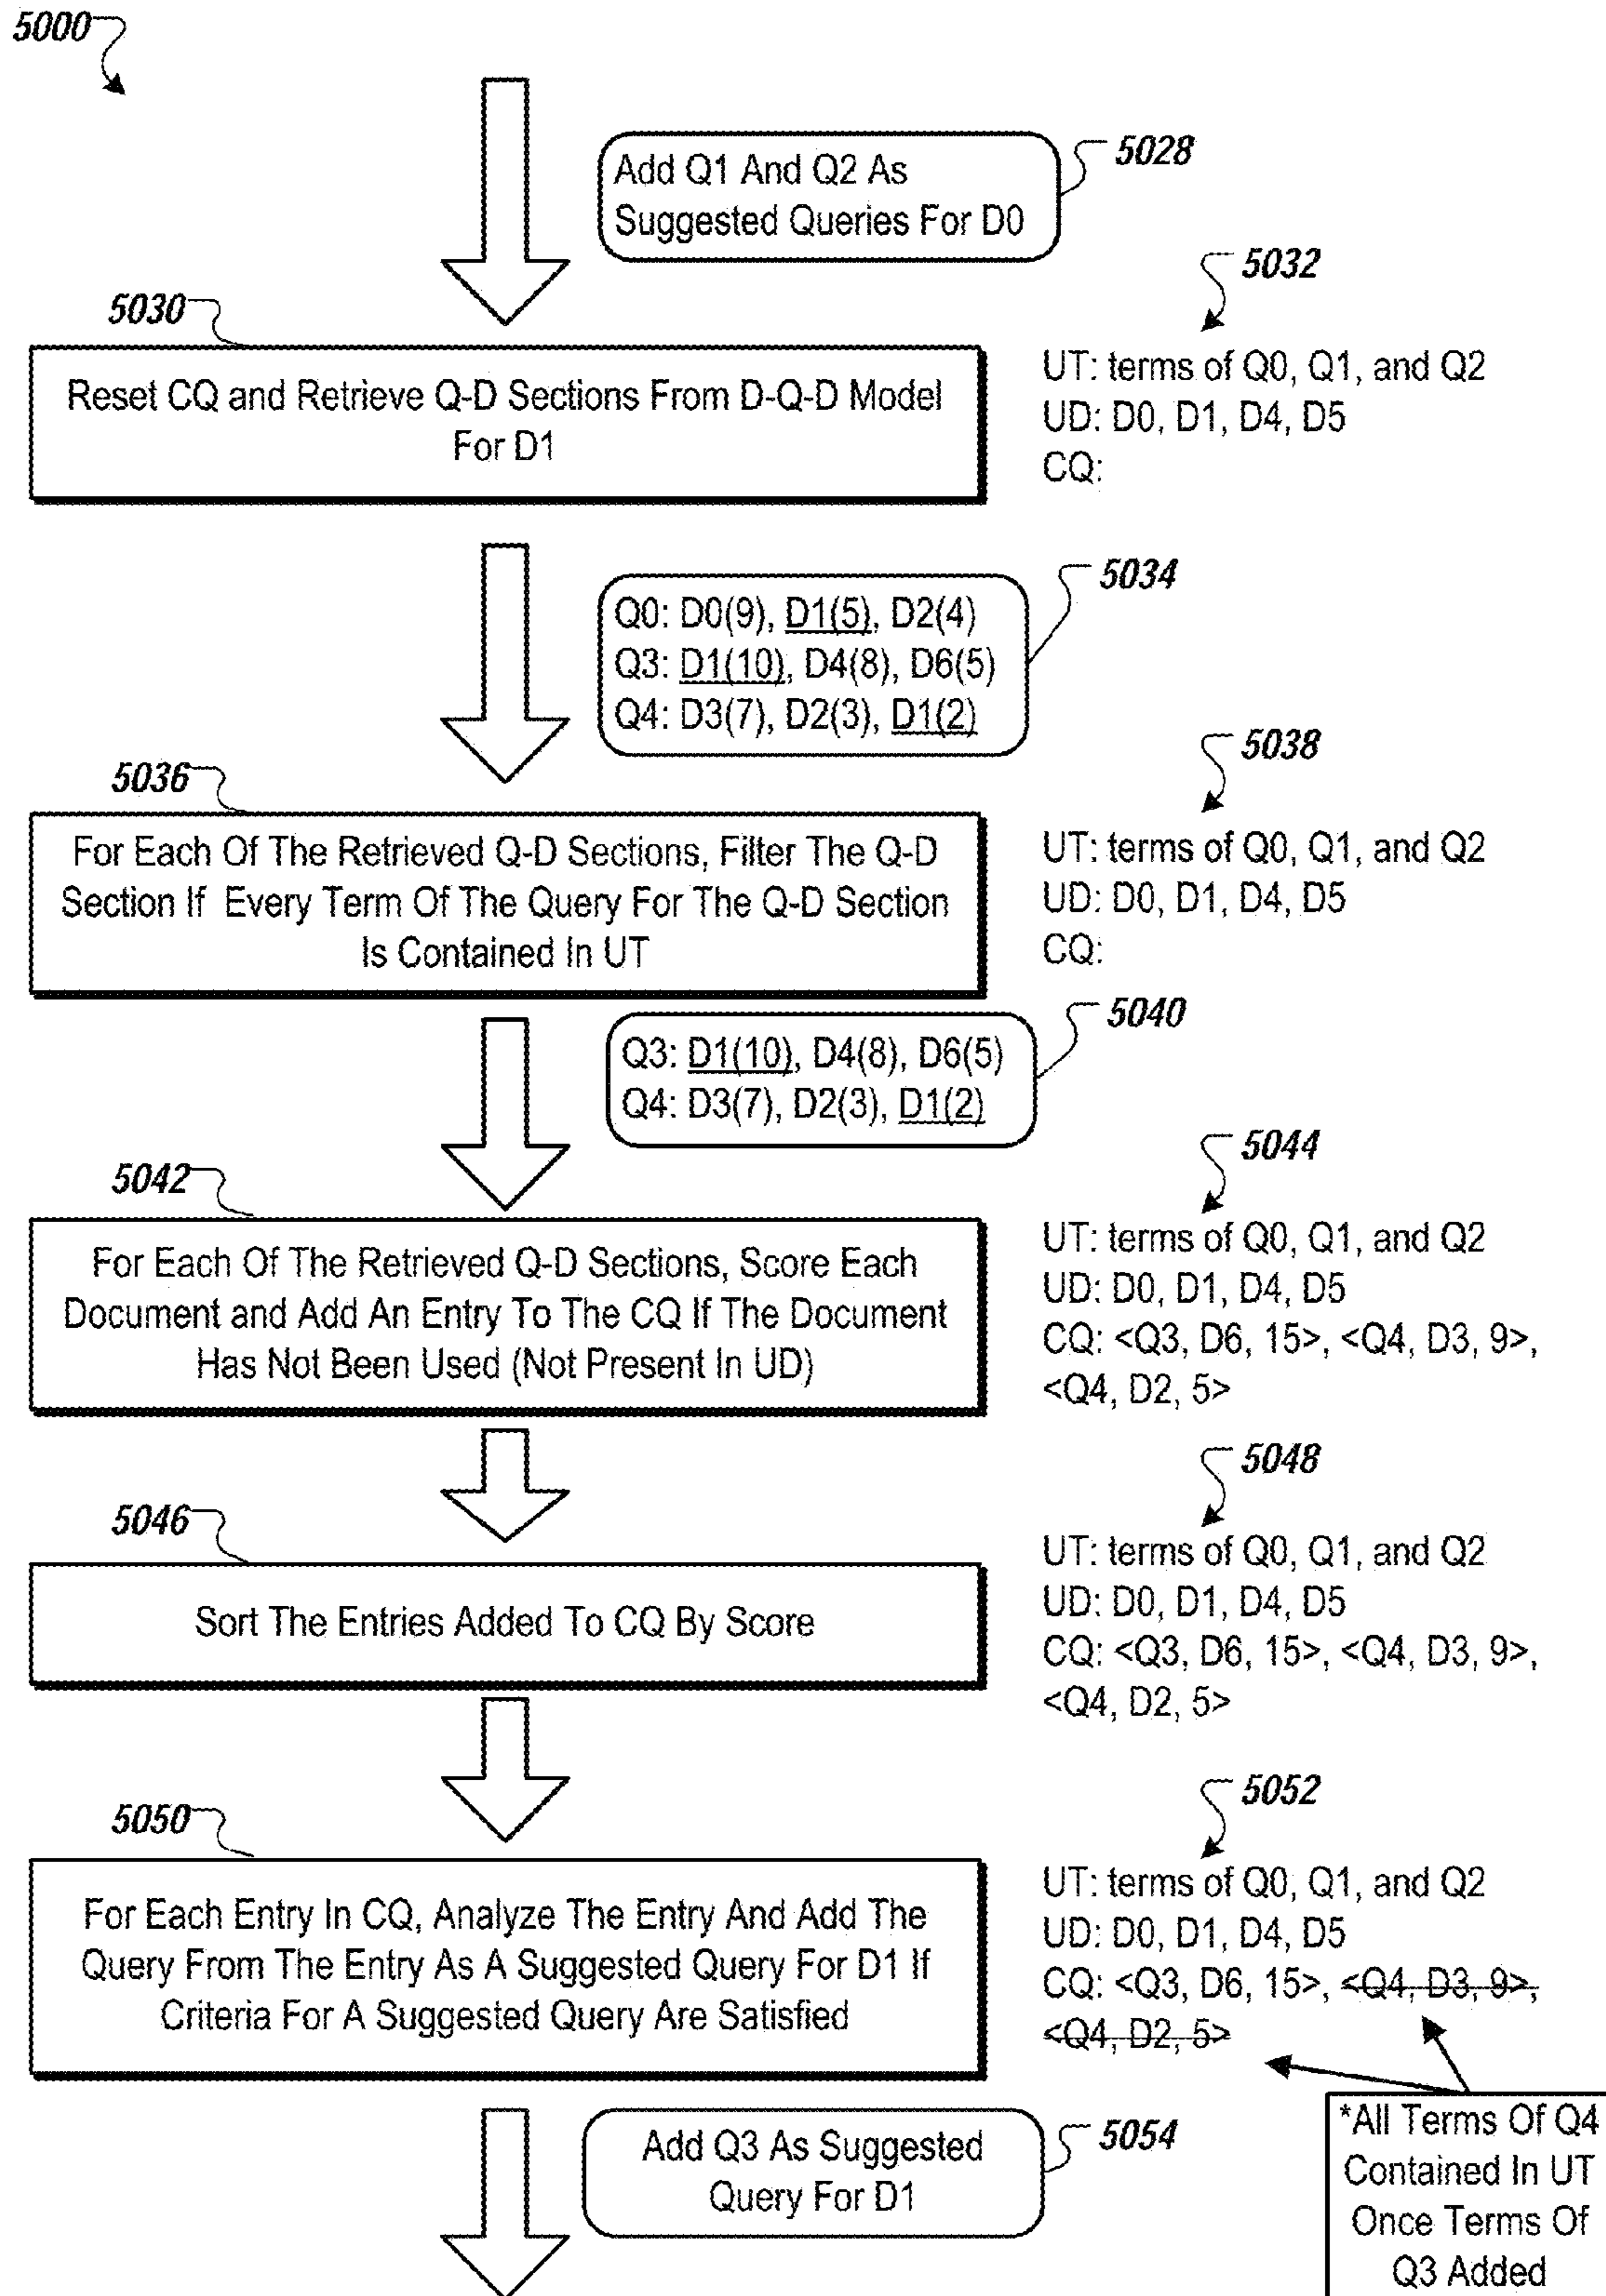 5000
Add Q1 And Q2 As
Suggested Queries For D0
5028
5032
5030
Reset CQ and Retrieve Q-D Sections From D-Q-D Model
For D1
UT: terms of Q0, Q1, and Q2
UD: D0, D1, D4, D5
CQ:
5034
Q0: D0(9), D1(5), D2(4)
Q3: D1(10), D4(8), D6(5)
Q4: D3(7), D2(3), D1(2)
5038
5036
For Each Of The Retrieved Q-D Sections, Filter The Q-D
Section If Every Term Of The Query For The Q-D Section
Is Contained In UT
UT: terms of Q0, Q1, and Q2
UD: D0, D1, D4, D5
CQ:
5040
Q3: D1(10), D4(8), D6(5)
Q4: D3(7), D2(3), D1(2)
5044
5042
For Each Of The Retrieved Q-D Sections, Score Each
Document and Add An Entry To The CQ If The Document
Has Not Been Used (Not Present In UD)
UT: terms of Q0, Q1, and Q2
UD: D0, D1, D4, D5
CQ: <Q3, D6, 15>, <Q4, D3, 9>,
<Q4, D2, 5>
5048
5046
Sort The Entries Added To CQ By Score
UT: terms of Q0, Q1, and Q2
UD: D0, D1, D4, D5
CQ: <Q3, D6, 15>, <Q4, D3, 9>,
<Q4, D2, 5>
5052
5050
For Each Entry In CQ, Analyze The Entry And Add The
Query From The Entry As A Suggested Query For D1 If
Criteria For A Suggested Query Are Satisfied
UT: terms of Q0, Q1, and Q2
UD: D0, D1, D4, D5
CQ: <Q3, D6, 15>, <Q4, D3, 9>,
<Q4, D2, 5>
Add Q3 As Suggested
Query For D1
5054
*All Terms Of Q4
Contained In UT
Once Terms Of
Q3 Added